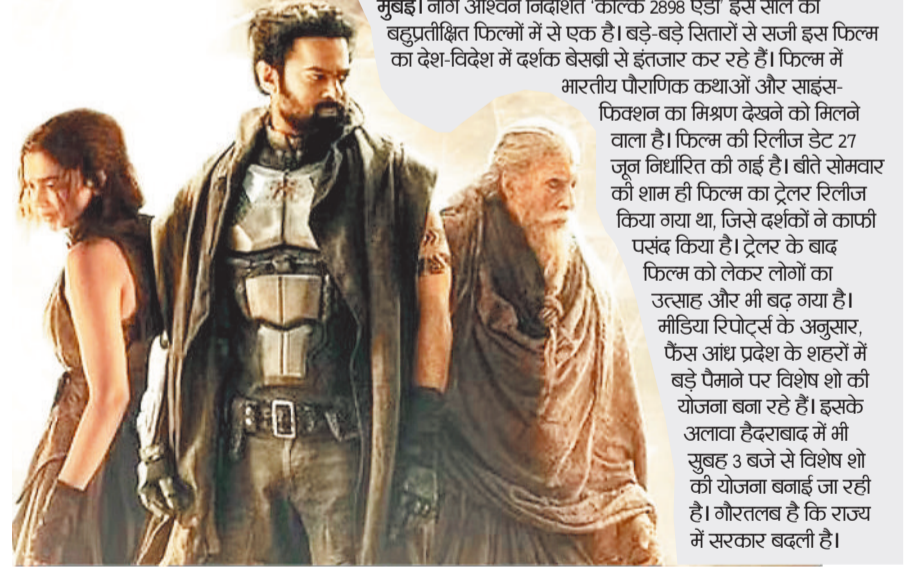 मुंबई। नाग अश्विन निर्देशित 'कल्कि 2898 एडी' इस साल की
बहुप्रतीक्षित फिल्मों में से एक है। बड़े-बड़े सितारों से सजी इस फिल्म
का देश-विदेश में दर्शक बेसब्री से इंतजार कर रहे हैं। फिल्म में
भारतीय पौराणिक कथाओं और साइंस-
फिक्शन का मिश्रण देखने को मिलने
वाला है। फिल्म की रिलीज डेट 27
जून निर्धारित की गई है। बीते सोमवार
की शाम ही फिल्म का ट्रेलर रिलीज
किया गया था, जिसे दर्शकों ने काफी
पसंद किया है। ट्रेलर के बाद
फिल्म को लेकर लोगों का
उत्साह और भी बढ़ गया है।
मीडिया रिपोर्ट्स के अनुसार,
फैंस आंध्र प्रदेश के शहरों में
बड़े पैमाने पर विशेष शो की
योजना बना रहे हैं। इसके
अलावा हैदराबाद में भी
सुबह 3 बजे से विशेष शो
की योजना बनाई जा रही
है। गौरतलब है कि राज्य
में सरकार बदली है।